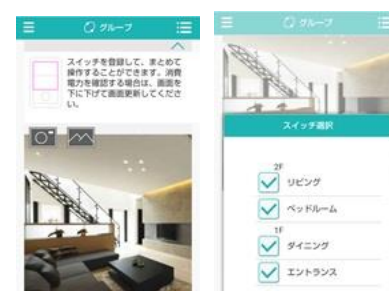 グループ
スイッチを登録して、まとめて
操作することができます。消費
電力を確認する場合は、画面を
下に下げて画面更新してくださ
い。
グループ
スイッチ選択
2F
リビング
ベッドルーム
1F
ダイニング
エントランス